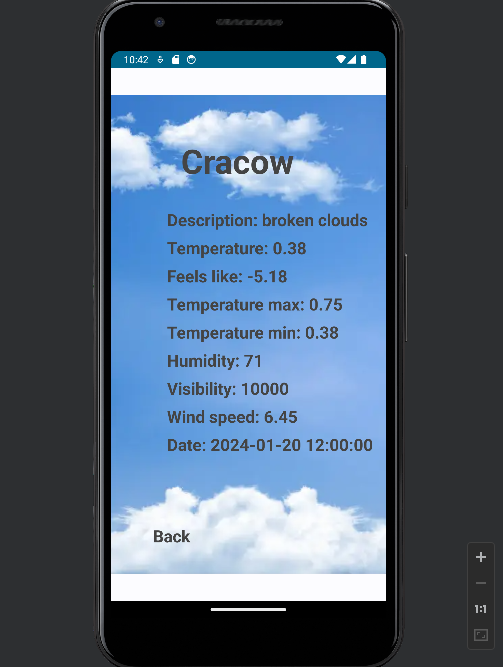 10:42
Cracow
Description: broken clouds
Temperature: 0.38
Feels like: -5.18
Temperature max: 0.75
Temperature min: 0.38
Humidity: 71
Visibility: 10000
Wind speed: 6.45
Date: 2024-01-20 12:00:00
Back
1:1